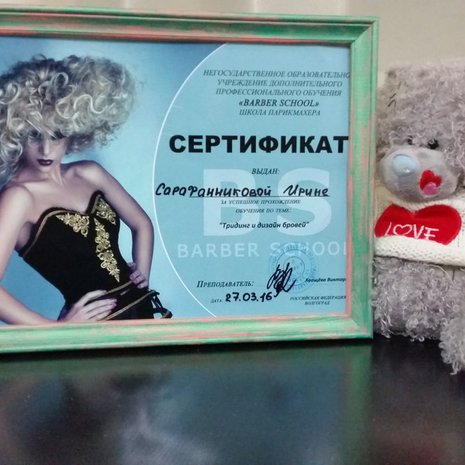 НЕГОСУДАРСТВЕННОЕ ОБРАЗОВАТЕЛЬНО
УЧРЕЖДЕНИЕ ДОПОЛНИТЕЛЬНОГО
ПРОФЕССИОНАЛЬНОГО ОБУЧЕНИЯ
«BARBER SCHOOL»
ШКОЛА ПАРИКМАХЕРА
СЕРТИФИКАТ
ВЫДАН:
Сарафанниковой Ирине
ЗА УСПЕШНОЕ ПРОХОЖДЕНИЕ
ОБУЧЕНИЯ ПО ТЕМЕ:
"Тридинг и дизайн бровей"
BS
BARBER SCHOOL
ПРЕПОДАВАТЕЛЬ:
ДАТА: 27.03.16
РОССИЙСКАЯ ФЕДЕРАЦИЯ
ВОЛГОГРАД
LOVE